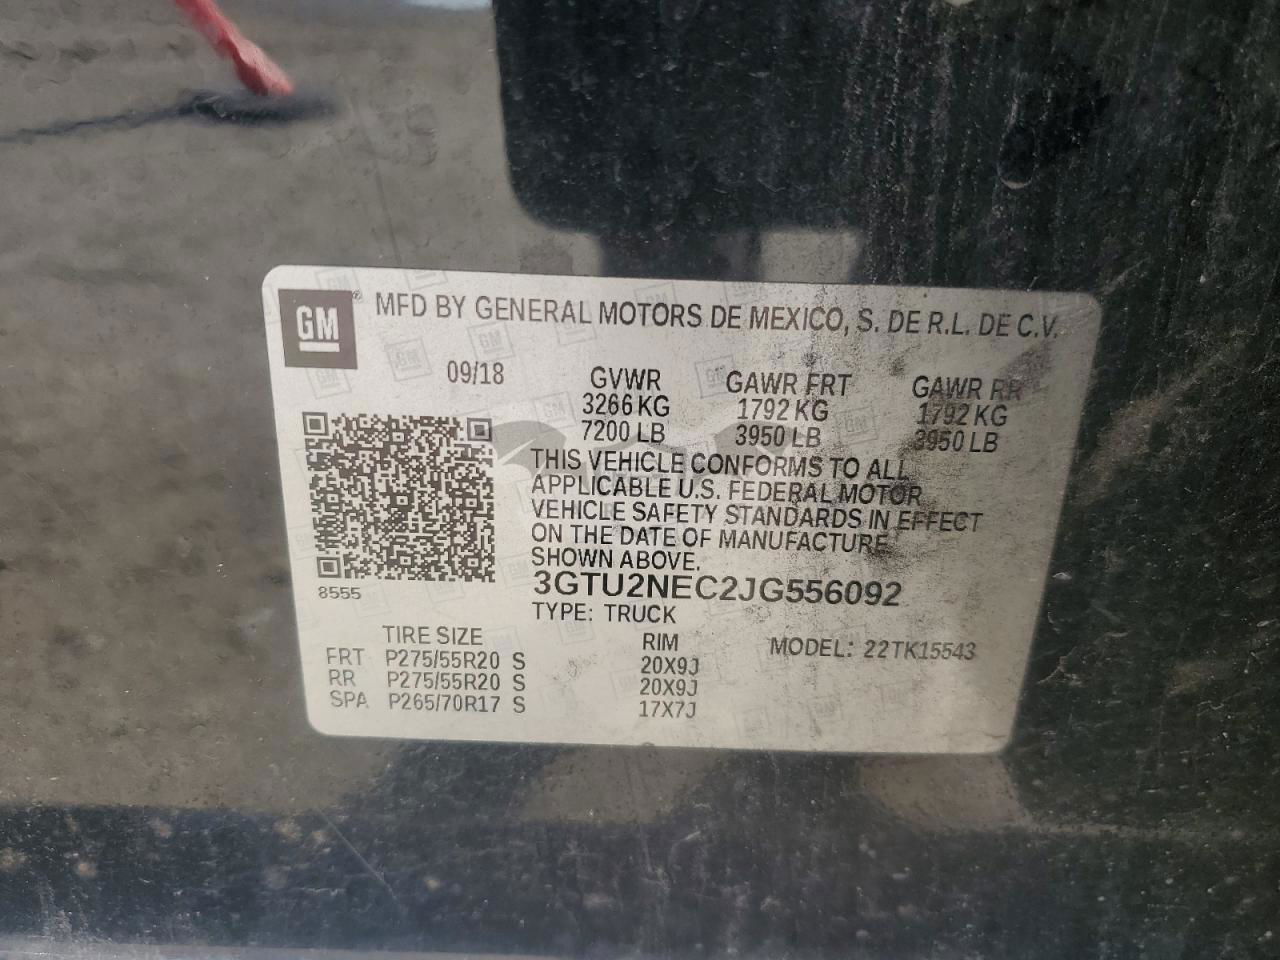 GM
MFD BY GENERAL MOTORS DE MEXICO, S. DE R.L. DE C.V.
09/18
GVWR GAWR FRT GAWR RR
3266 KG 1792 KG 1792 KG
7200 LB 3950 LB 3950 LB
THIS VEHICLE CONFORMS TO ALL
APPLICABLE U.S. FEDERAL MOTOR
VEHICLE SAFETY STANDARDS IN EFFECT
ON THE DATE OF MANUFACTURE
SHOWN ABOVE.
8555
3GTU2NEC2JG556092
TYPE: TRUCK
TIRE SIZE RIM MODEL: 22TK15543
FRT P275/55R20 S 20X9J
RR P275/55R20 S 20X9J
SPA P265/70R17 S 17X7J